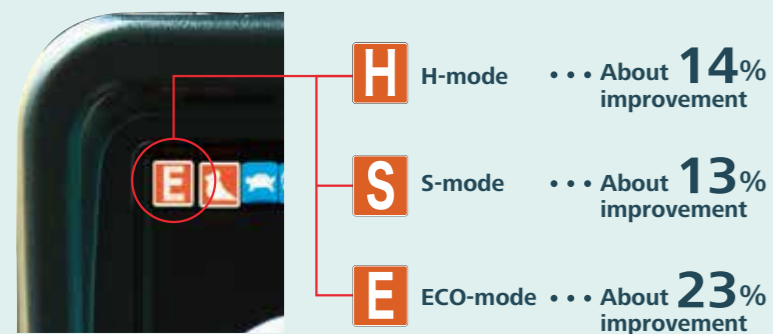 E
H
H-mode ••• About 14%
improvement
S
S-mode ••• About 13%
improvement
E
ECO-mode ••• About 23%
improvement